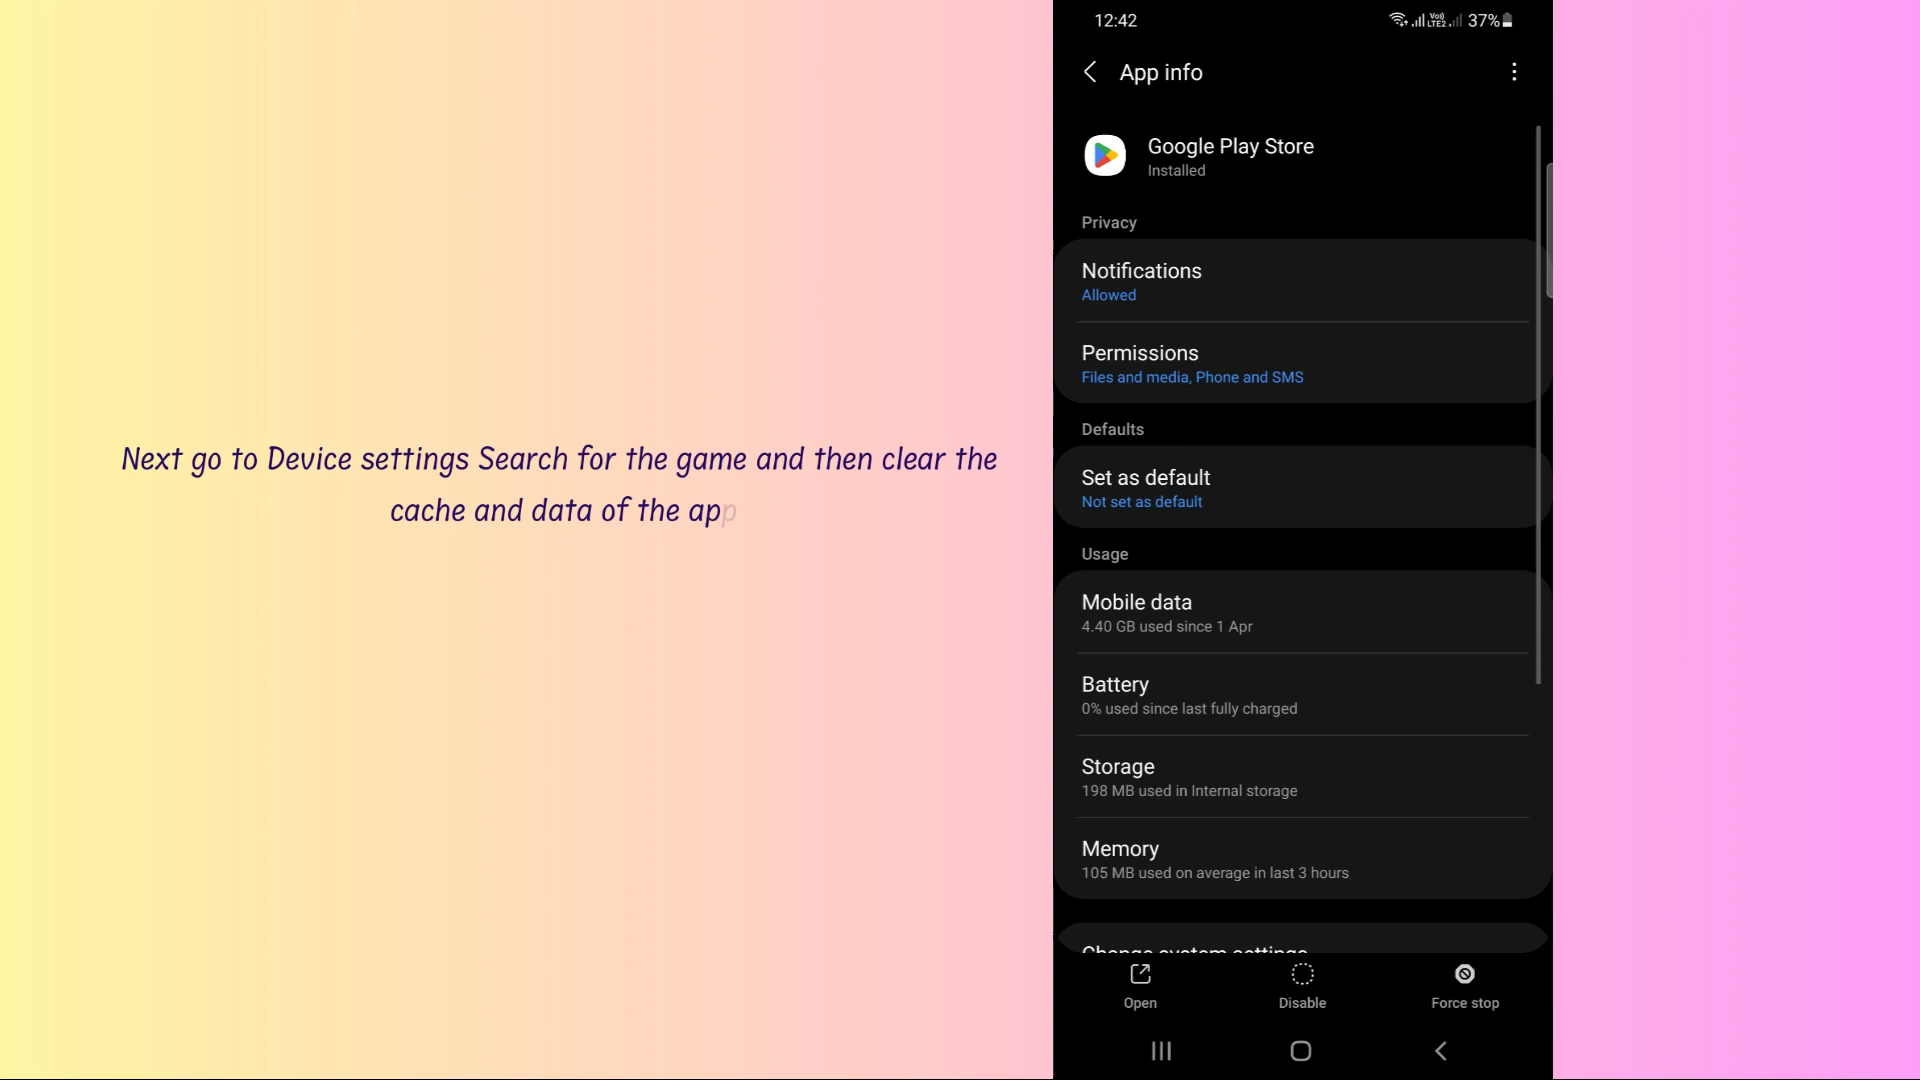 Next go to Device settings Search for the game and then clear the
cache and data of the app
12:42
Vo)) LTE2 37%
App info
Google Play Store
Installed
Privacy
Notifications
Allowed
Permissions
Files and media, Phone and SMS
Defaults
Set as default
Not set as default
Usage
Mobile data
4.40 GB used since 1 Apr
Battery
0% used since last fully charged
Storage
198 MB used in Internal storage
Memory
105 MB used on average in last 3 hours
Change system settings
Open
Disable
Force stop